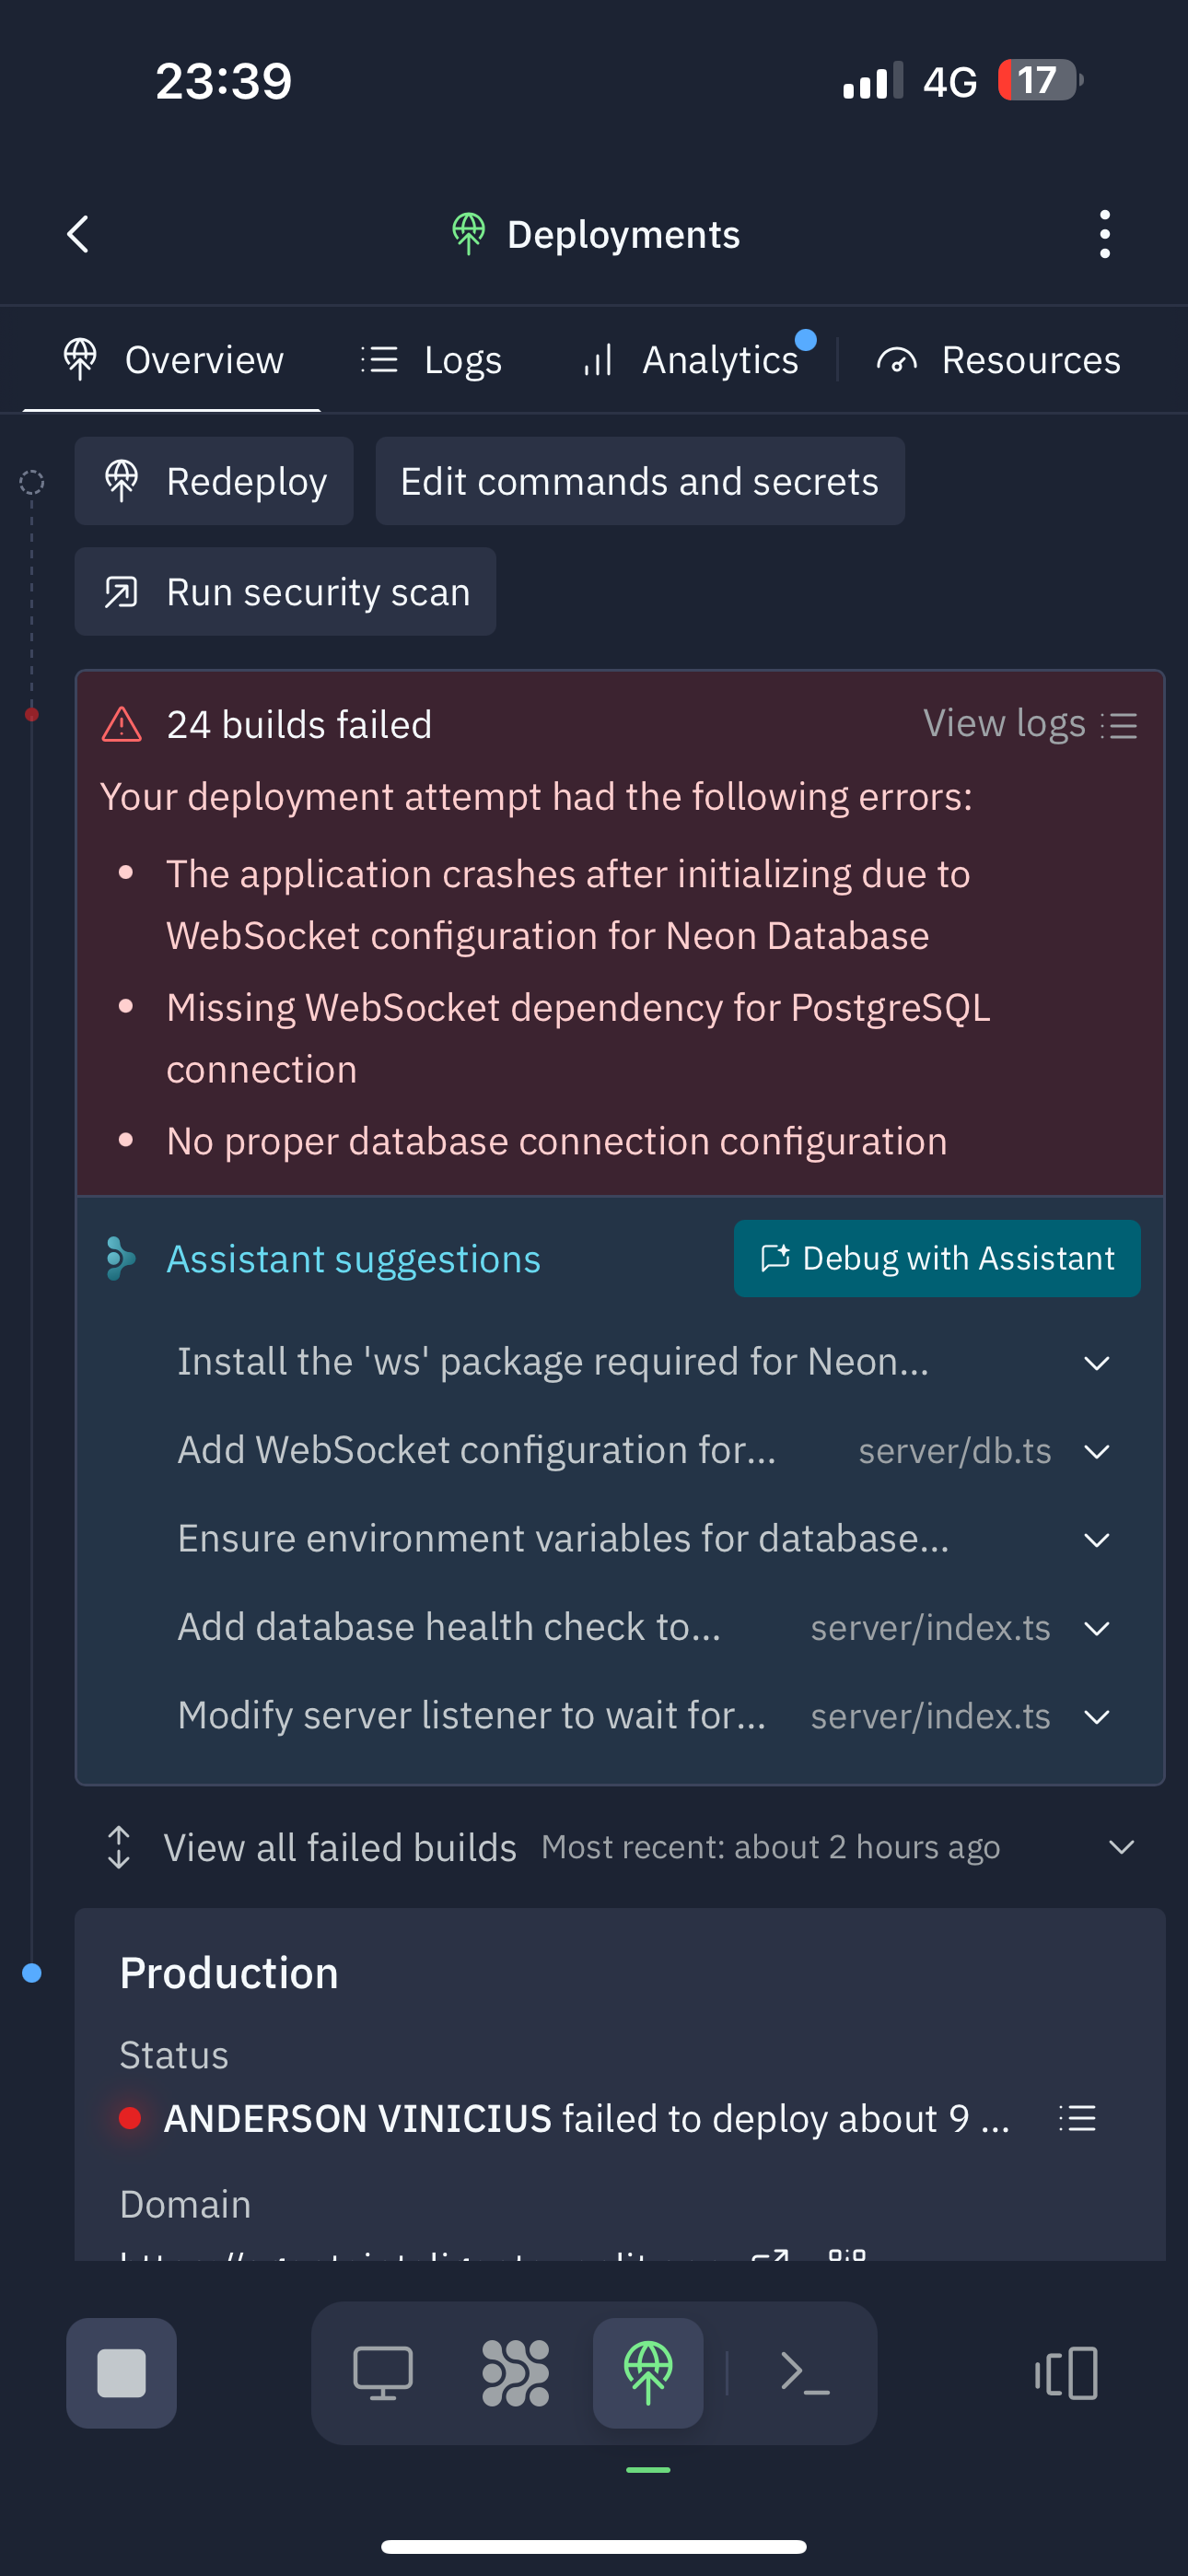 23:39
4G 17
Deployments
Overview
Logs
Analytics
Resources
Redeploy
Edit commands and secrets
Run security scan
24 builds failed
View logs
Your deployment attempt had the following errors:
The application crashes after initializing due to
WebSocket configuration for Neon Database
Missing WebSocket dependency for PostgreSQL
connection
No proper database connection configuration
Assistant suggestions
Debug with Assistant
Install the 'ws' package required for Neon...
Add WebSocket configuration for... server/db.ts
Ensure environment variables for database...
Add database health check to... server/index.ts
Modify server listener to wait for... server/index.ts
View all failed builds Most recent: about 2 hours ago
Production
Status
ANDERSON VINICIUS failed to deploy about 9 ...
Domain